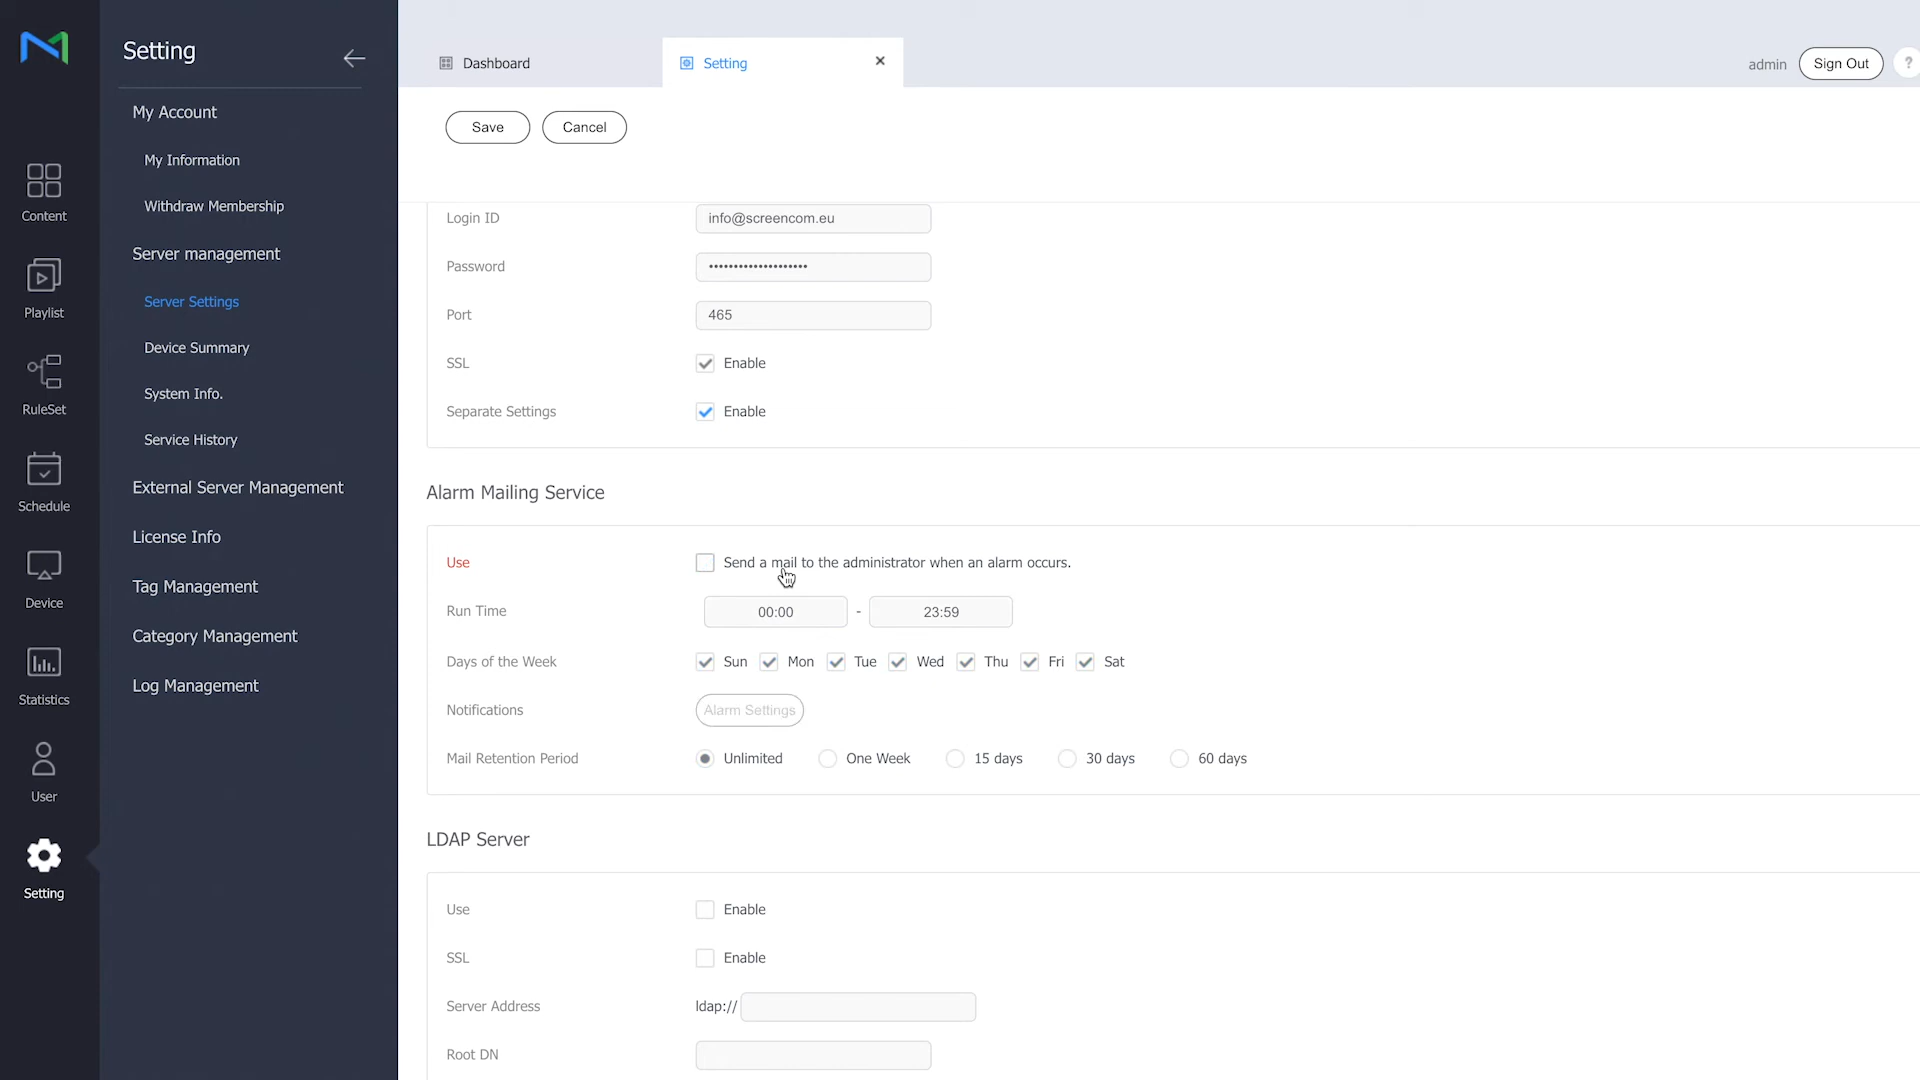 Setting
My Account
My Information
Withdraw Membership
Server management
Server Settings
Device Summary
System Info.
Service History
External Server Management
License Info
Tag Management
Category Management
Log Management
Content
Playlist
RuleSet
Schedule
Device
Statistics
User
Setting
Dashboard
Setting
admin
Sign Out
?
Save
Cancel
Login ID
info@screencom.eu
Password
••••••••••••••••••••
Port
465
SSL
Enable
Separate Settings
Enable
Alarm Mailing Service
Use
Send a mail to the administrator when an alarm occurs.
Run Time
00:00 - 23:59
Days of the Week
Sun Mon Tue Wed Thu Fri Sat
Notifications
Alarm Settings
Mail Retention Period
Unlimited One Week 15 days 30 days 60 days
LDAP Server
Use
Enable
SSL
Enable
Server Address
ldap://
Root DN